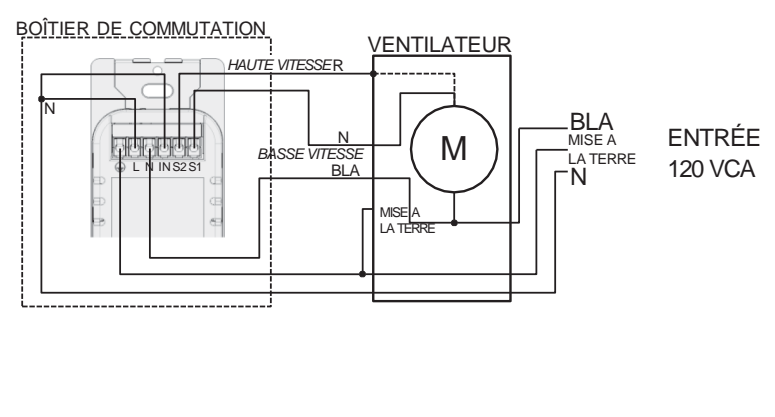 BOÎTIER DE COMMUTATION
VENTILATEUR
HAUTE VITESSE R
N
N
BASSE VITESSE
BLA
L N IN S2 S1
M
MISE A
LA TERRE
BLA
MISE A
LA TERRE
N
ENTRÉE
120 VCA